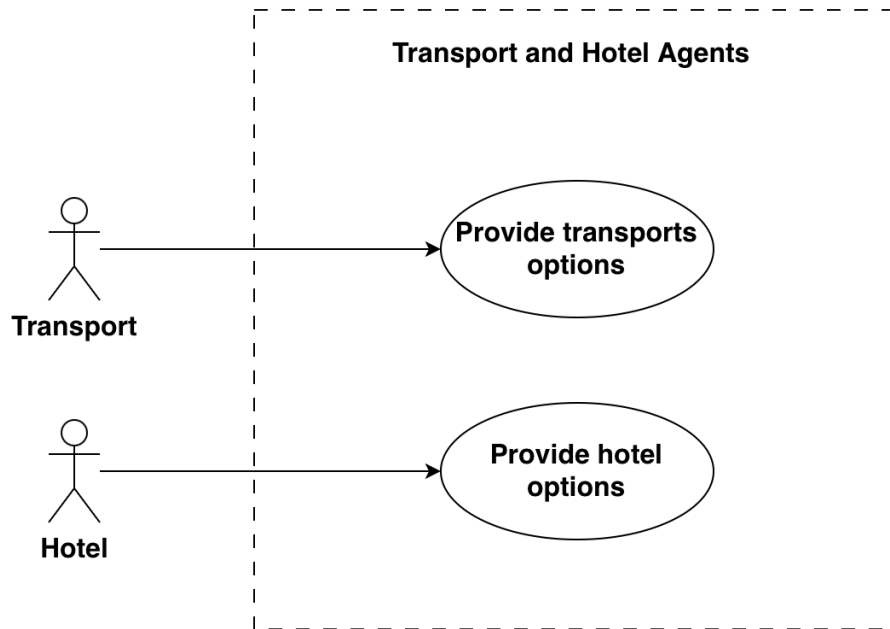 Transport and Hotel Agents
Provide transports
options
Transport
Provide hotel
options
Hotel